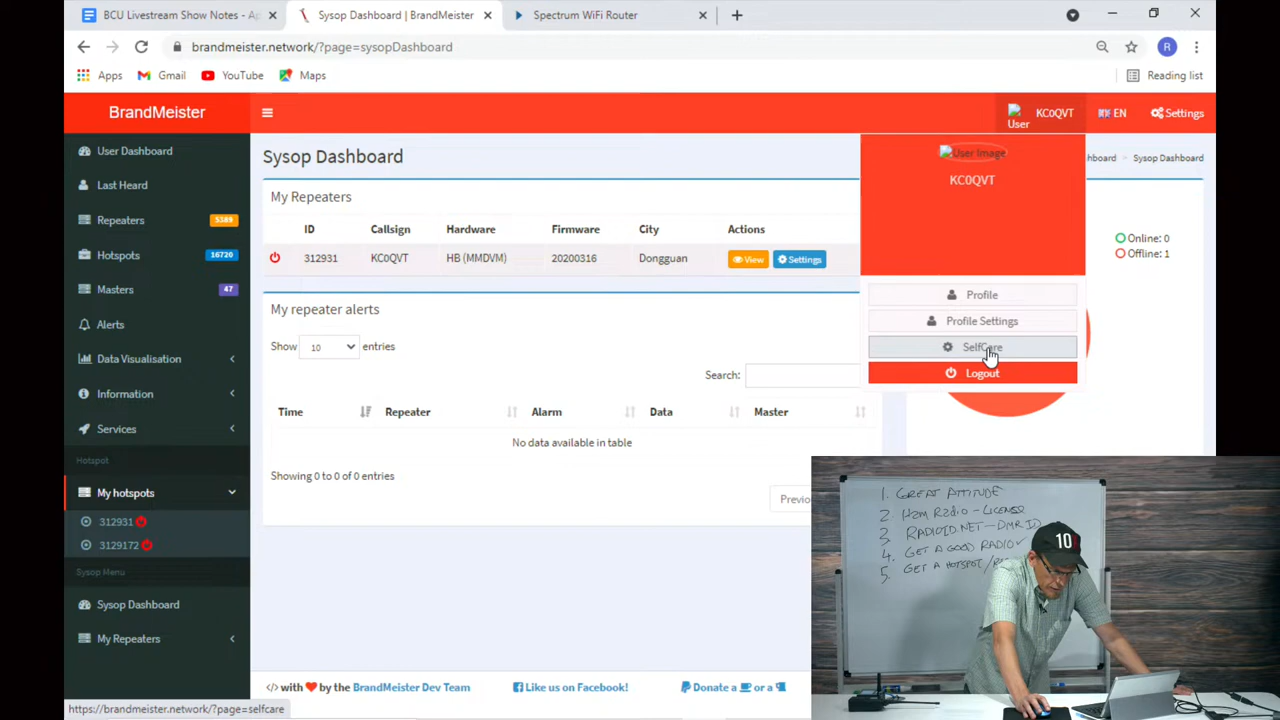 BCU Livestream Show Notes - Ap
Sysop Dashboard | BrandMeister
Spectrum WiFi Router
brandmeister.network/?page=sysopDashboard
R
Apps
Gmail
YouTube
Maps
Reading list
BrandMeister
User
KC0QVT
EN
Settings
User Dashboard
Last Heard
Repeaters
5389
Hotspots
16720
Masters
47
Alerts
Data Visualisation
Information
Services
Hotspot
My hotspots
312931
3129172
Sysop Menu
Sysop Dashboard
My Repeaters
Sysop Dashboard
hboard > Sysop Dashboard
My Repeaters
ID Callsign Hardware Firmware City Actions
312931 KC0QVT HB (MMDVM) 20200316 Dongguan View Settings
My repeater alerts
Show 10 entries
Search:
Time Repeater Alarm Data Master
No data available in table
Showing 0 to 0 of 0 entries
Previo
User Image
KC0QVT
Profile
Profile Settings
SelfCare
Logout
Online: 0
Offline: 1
</> with ❤ by the BrandMeister Dev Team
Like us on Facebook!
Donate a or a
https://brandmeister.network/?page=selfcare
1. GREAT ATTITUDE
2. HAM RADIO - LICENSE
3. RADIOID.NET - DMR ID
4. GET A GOOD RADIO ✓
5. GET A HOTSPOT /
10